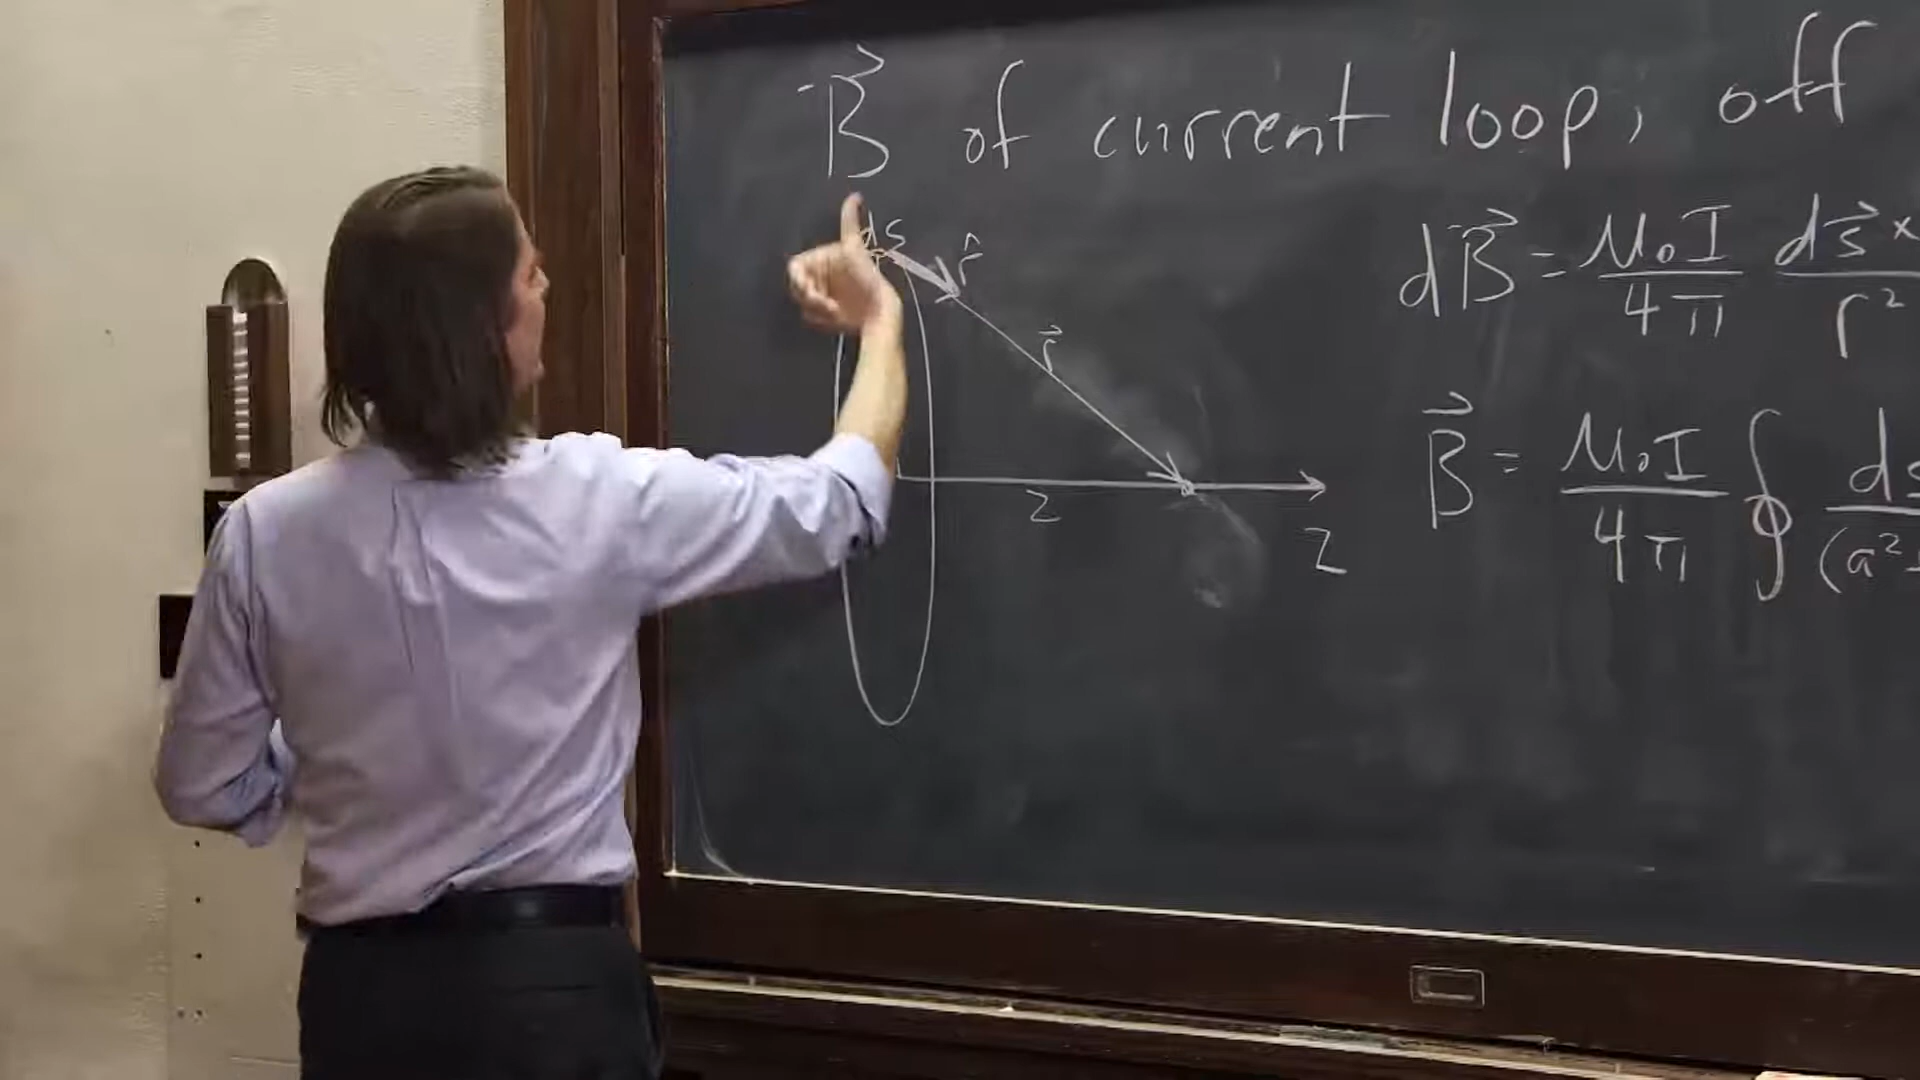 B⃗ of current loop, off
ds
r̂
r⃗
z
z
dB⃗ = μ₀I/4π ds⃗×/r²
B⃗ = μ₀I/4π ∮ ds/(a²+